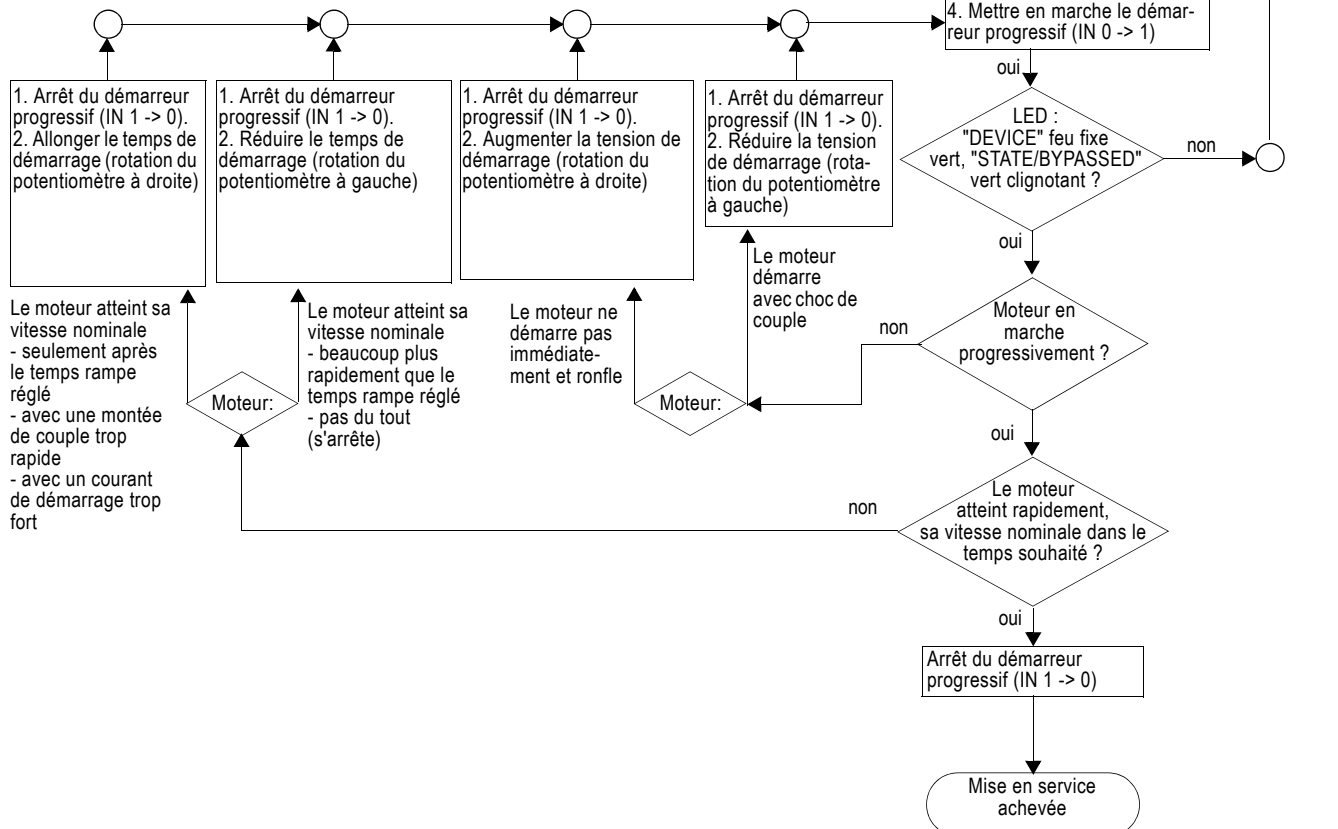 4. Mettre en marche le démar-
reur progressif (IN 0 -> 1)
oui
1. Arrêt du démarreur
progressif (IN 1 -> 0).
2. Allonger le temps de
démarrage (rotation du
potentiomètre à droite)
1. Arrêt du démarreur
progressif (IN 1 -> 0).
2. Réduire le temps de
démarrage (rotation du
potentiomètre à gauche)
1. Arrêt du démarreur
progressif (IN 1 -> 0).
2. Augmenter la tension de
démarrage (rotation du
potentiomètre à droite)
1. Arrêt du démarreur
progressif (IN 1 -> 0).
2. Réduire la tension
de démarrage (rota-
tion du potentiomètre
à gauche)
LED :
"DEVICE" feu fixe
vert, "STATE/BYPASSED"
vert clignotant ?
non
oui
Le moteur atteint sa
vitesse nominale
- seulement après
le temps rampe
réglé
- avec une montée
de couple trop
rapide
- avec un courant
de démarrage trop
fort
Moteur:
Le moteur atteint sa
vitesse nominale
- beaucoup plus
rapidement que le
temps rampe réglé
- pas du tout
(s'arrête)
Le moteur ne
démarre pas
immédiate-
ment et ronfle
Moteur:
Le moteur
démarre
avec choc de
couple
non
Moteur en
marche
progressivement ?
oui
non
Le moteur
atteint rapidement,
sa vitesse nominale dans le
temps souhaité ?
oui
Arrêt du démarreur
progressif (IN 1 -> 0)
Mise en service
achevée